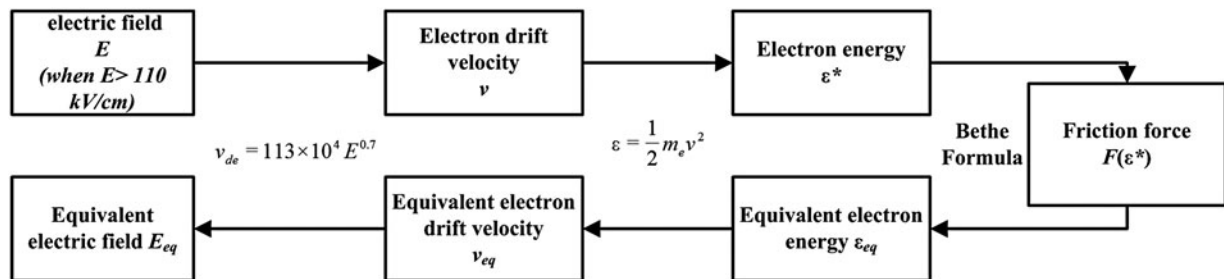 electric field
E
(when E> 110
kV/cm)
Electron drift
velocity
v
Electron energy
ε*
Friction force
F(ε*)
Bethe
Formula
v_de = 113×10^4 E^0.7
ε = 1/2 m_e v^2
Equivalent
electric field E_eq
Equivalent electron
drift velocity
v_eq
Equivalent electron
energy ε_eq